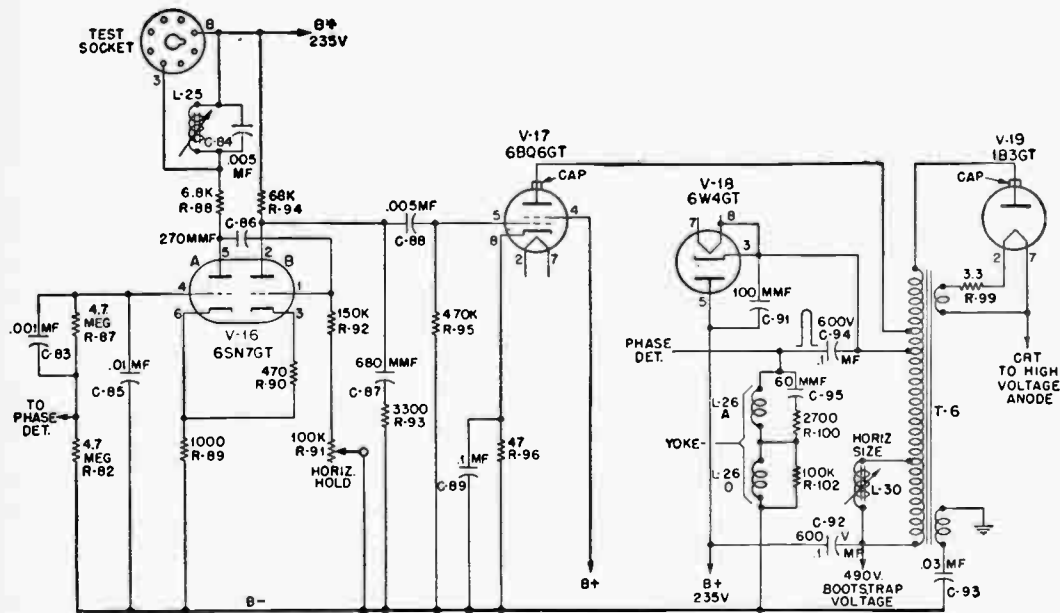 TEST
SOCKET
8
3
B+
235V
L-25
C-84
.005
MF
6.8K
R-88
68K
R-94
C-86
270MMF
5
2
A
B
4
1
6
3
V-16
6SN7GT
.001 MF
C-83
4.7
MEG
R-87
.01 MF
C-85
TO
PHASE
DET.
4.7
MEG
R-82
1000
R-89
470
R-90
150K
R-92
100K
R-91
HORIZ.
HOLD
680 MMF
C-87
3300
R-93
.005MF
C-88
470K
R-95
V-17
6BQ6GT
CAP
5
4
8
2
7
.1 MF
C-89
47
R-96
B+
B-
V-18
6W4GT
7
8
3
5
100 MMF
C-91
PHASE
DET.
600V
C-94
.1 MF
60 MMF
C-95
L-26
A
2700
R-100
YOKE-
L-26
D
100K
R-102
HORIZ
SIZE
L-30
C-92
600 V
.1 MF
B+
235V
490V.
BOOTSTRAP
VOLTAGE
T-6
V-19
1B3GT
CAP
2
7
3.3
R-99
CRT
TO HIGH
VOLTAGE
ANODE
.03 MF
C-93